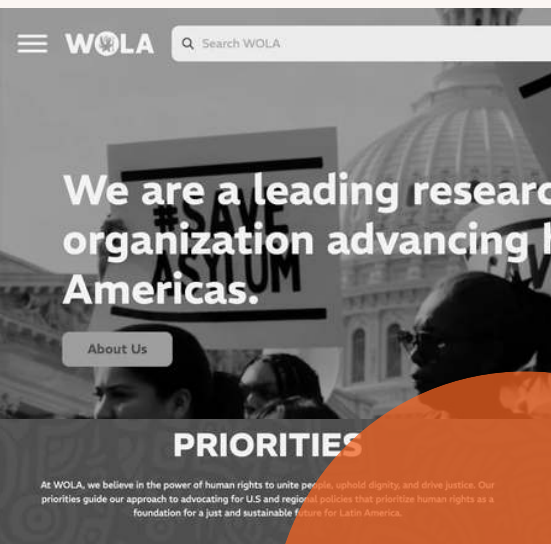 WOLA
Search WOLA
We are a leading researc
organization advancing h
Americas.
#SAVE
ASYLUM
About Us
PRIORITIES
At WOLA, we believe in the power of human rights to unite people, uphold dignity, and drive justice. Our
priorities guide our approach to advocating for U.S and regional policies that prioritize human rights as a
foundation for a just and sustainable future for Latin America.